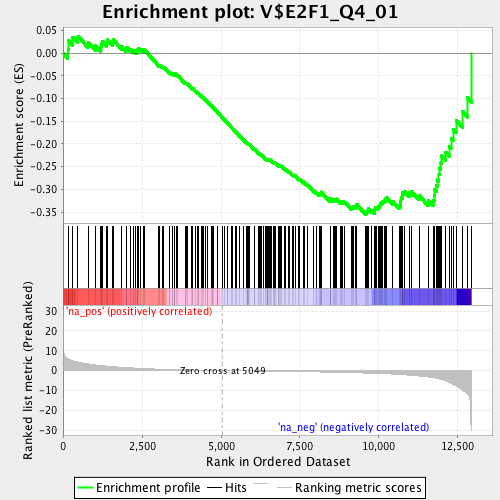 Enrichment plot: V$E2F1_Q4_01
Enrichment score (ES)
0.05
0.00
-0.05
-0.10
-0.15
-0.20
-0.25
-0.30
-0.35
'na_pos' (positively correlated)
Ranked list metric (PreRanked)
30
20
10
0
-10
-20
-30
Zero cross at 5049
'na_neg' (negatively correlated)
0
2,500
5,000
7,500
10,000
12,500
Rank in Ordered Dataset
Enrichment profile
Hits
Ranking metric scores